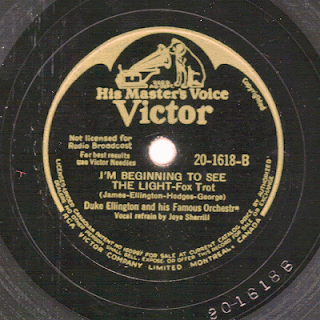 His Master's Voice
Victor
Copyrighted
Not licensed for
Radio Broadcast
For best results
use Victor Needles
20-1618-B
I'M BEGINNING TO SEE
THE LIGHT-Fox Trot
(James-Ellington-Hodges-George)
Duke Ellington and his Famous Orchestra
Vocal refrain by Joya Sherrill
RCA VICTOR COMPANY LIMITED MONTREAL, CANADA
20-1618 B